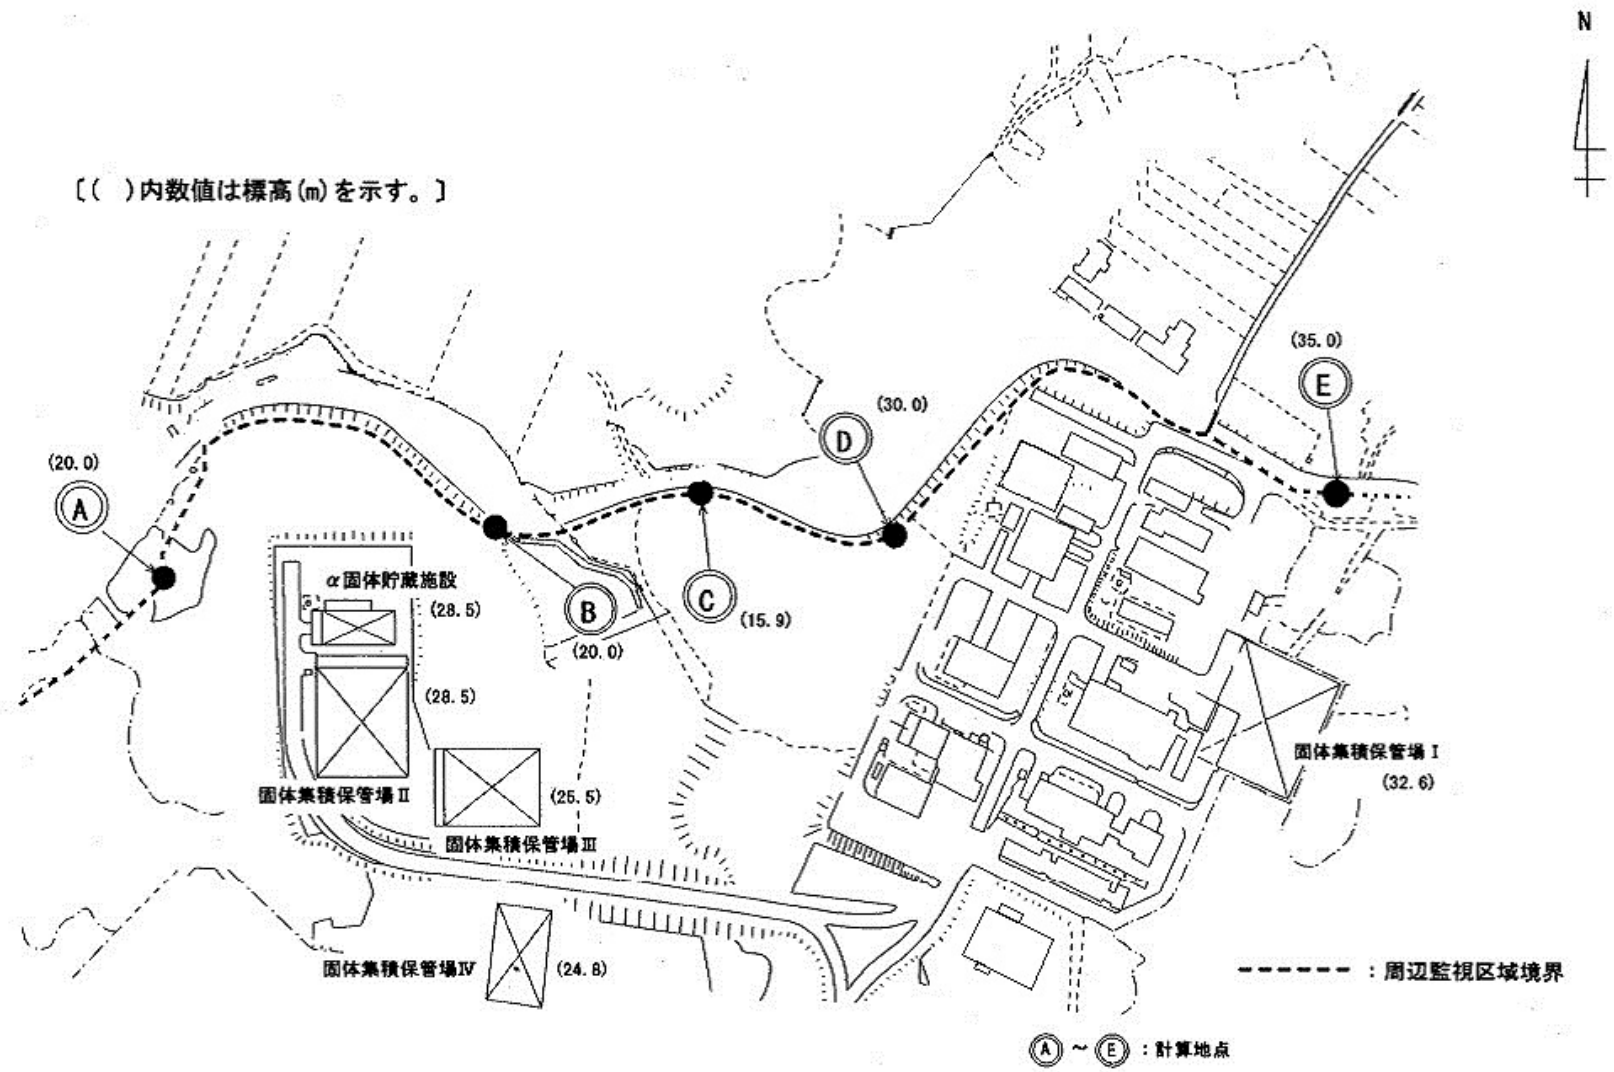 N
〔( )内数値は標高(m)を示す。〕
(35.0)
E
(30.0)
D
(20.0)
A
α固体貯蔵施設
(28.5)
B
(20.0)
C
(15.9)
(28.5)
固体集積保管場Ⅰ
(32.6)
固体集積保管場Ⅱ
(25.5)
固体集積保管場Ⅲ
固体集積保管場Ⅳ
(24.8)
:周辺監視区域境界
A ~ E :計算地点